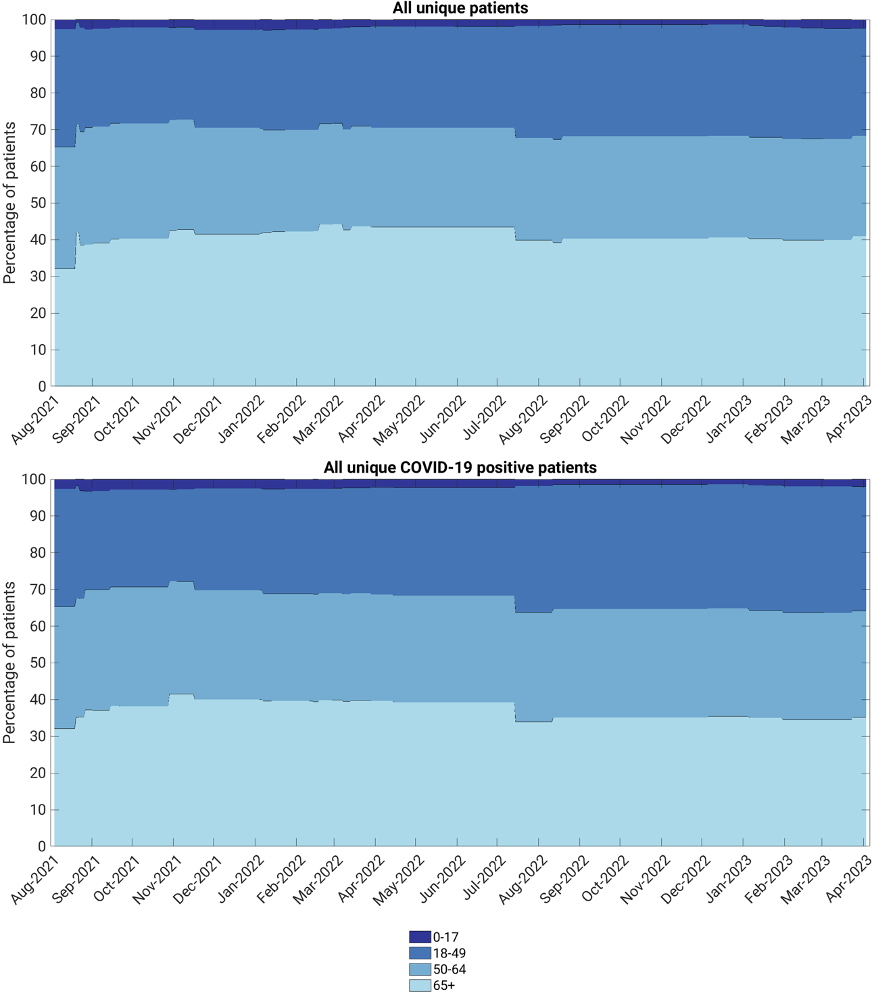 All unique patients
Percentage of patients
100
90
80
70
60
50
40
30
20
10
0
Aug-2021
Sep-2021
Oct-2021
Nov-2021
Dec-2021
Jan-2022
Feb-2022
Mar-2022
Apr-2022
May-2022
Jun-2022
Jul-2022
Aug-2022
Sep-2022
Oct-2022
Nov-2022
Dec-2022
Jan-2023
Feb-2023
Mar-2023
Apr-2023
All unique COVID-19 positive patients
Percentage of patients
100
90
80
70
60
50
40
30
20
10
0
Aug-2021
Sep-2021
Oct-2021
Nov-2021
Dec-2021
Jan-2022
Feb-2022
Mar-2022
Apr-2022
May-2022
Jun-2022
Jul-2022
Aug-2022
Sep-2022
Oct-2022
Nov-2022
Dec-2022
Jan-2023
Feb-2023
Mar-2023
Apr-2023
0-17
18-49
50-64
65+